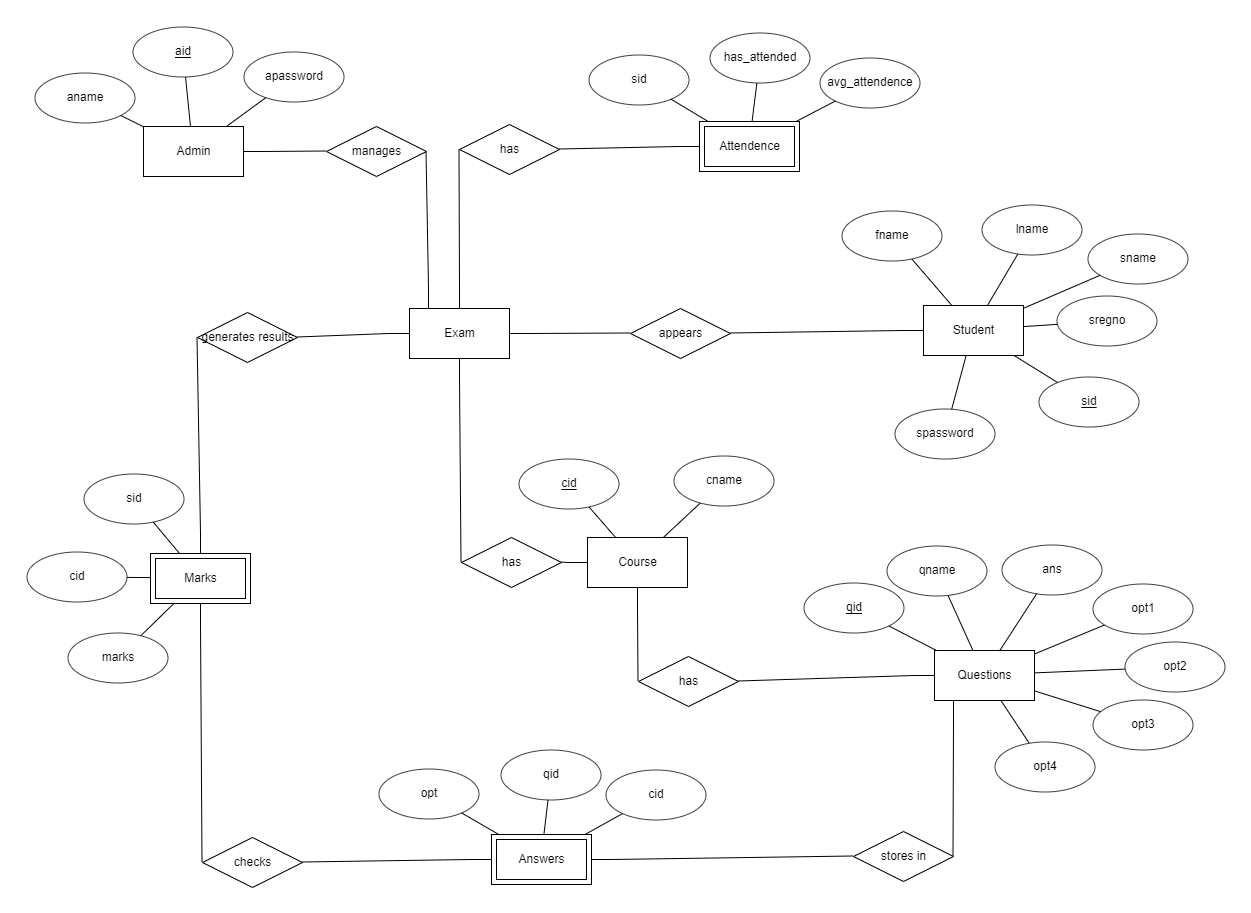 aid
has_attended
apassword
sid
avg_attendence
aname
Admin
manages
has
Attendence
fname
lname
sname
sregno
generates results
Exam
appears
Student
sid
spassword
cid
cname
sid
Marks
cid
has
Course
qname
ans
qid
opt1
opt2
marks
has
Questions
opt3
opt4
opt
qid
cid
checks
Answers
stores in